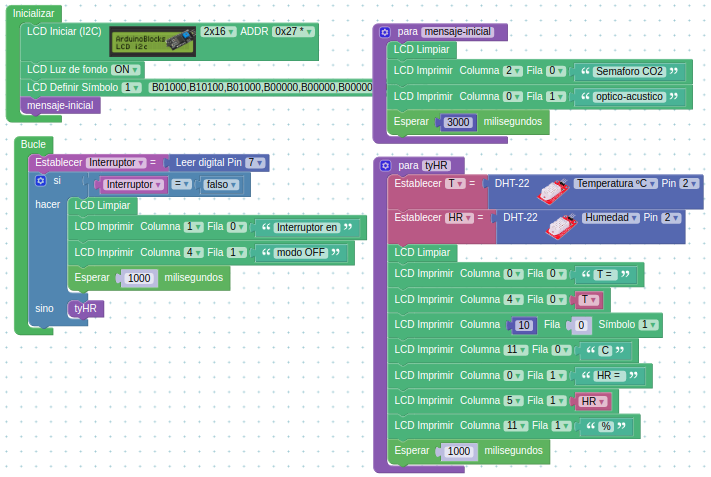 Inicializar
LCD Iniciar (I2C) ArduinoBlocks LCD i2c 2x16 ADDR 0x27 *
LCD Luz de fondo ON
LCD Definir Símbolo 1 B01000,B10100,B01000,B00000,B00000,B00000
mensaje-inicial
Bucle
Establecer Interruptor = Leer digital Pin 7
si Interruptor = falso
hacer LCD Limpiar
LCD Imprimir Columna 1 Fila 0 “ Interruptor en ”
LCD Imprimir Columna 4 Fila 1 “ modo OFF ”
Esperar 1000 milisegundos
sino tyHR
para mensaje-inicial
LCD Limpiar
LCD Imprimir Columna 2 Fila 0 “ Semaforo CO2 ”
LCD Imprimir Columna 0 Fila 1 “ optico-acustico ”
Esperar 3000 milisegundos
para tyHR
Establecer T = DHT-22 Temperatura ºC Pin 2
Establecer HR = DHT-22 Humedad Pin 2
LCD Limpiar
LCD Imprimir Columna 0 Fila 0 “ T = ”
LCD Imprimir Columna 4 Fila 0 T
LCD Imprimir Columna 10 Fila 0 Símbolo 1
LCD Imprimir Columna 11 Fila 0 “ C ”
LCD Imprimir Columna 0 Fila 1 “ HR = ”
LCD Imprimir Columna 5 Fila 1 HR
LCD Imprimir Columna 11 Fila 1 “ % ”
Esperar 1000 milisegundos